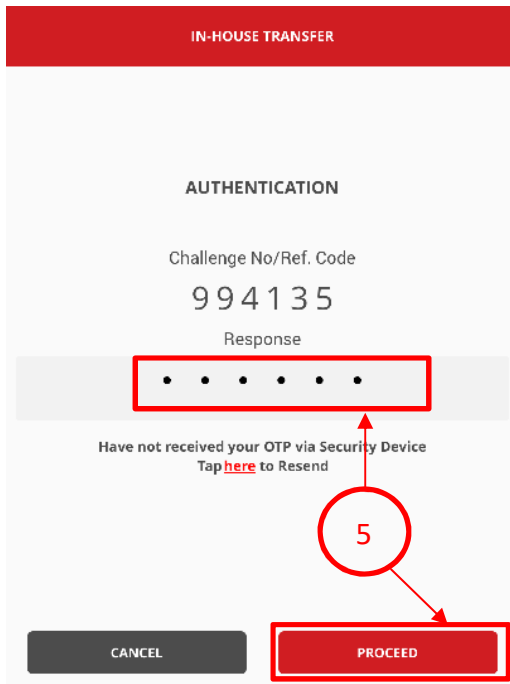 IN-HOUSE TRANSFER
AUTHENTICATION
Challenge No/Ref. Code
994135
Response
Have not received your OTP via Security Device
Tap here to Resend
5
CANCEL
PROCEED